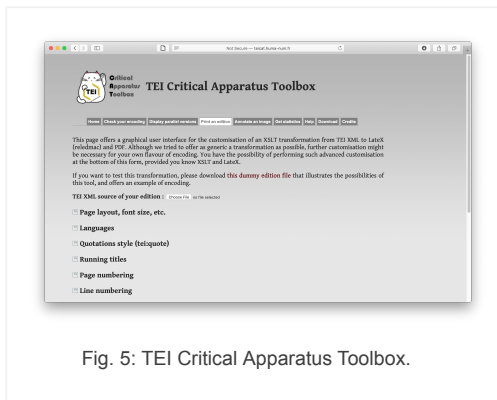 Not Secure — teicat.huma-num.fr
Critical
Apparatus
Toolbox
TEI
TEI Critical Apparatus Toolbox
Home Check your encoding Display parallel versions Print an edition Annotate an image Get statistics Help Download Credits
This page offers a graphical user interface for the customisation of an XSLT transformation from TEI XML to LateX
(reledmac) and PDF. Although we tried to offer as generic a transformation as possible, further customisation might
be necessary for your own flavour of encoding. You have the possibility of performing such advanced customisation
at the bottom of this form, provided you know XSLT and LateX.
If you want to test this transformation, please download this dummy edition file that illustrates the possibilities of
this tool, and offers an example of encoding.
TEI XML source of your edition : Choose File no file selected
Page layout, font size, etc.
Languages
Quotations style (tei:quote)
Running titles
Page numbering
Line numbering
Fig. 5: TEI Critical Apparatus Toolbox.